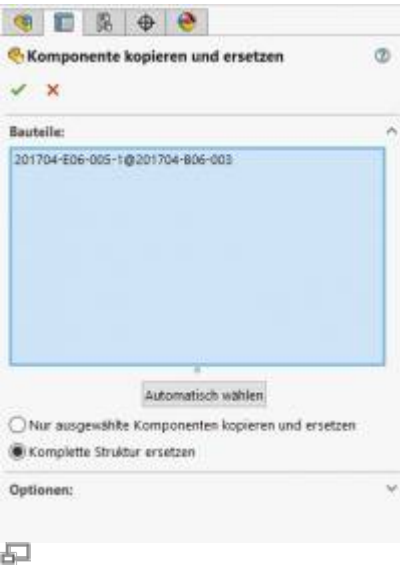 Komponente kopieren und ersetzen
Bauteile:
201704-E06-005-1@201704-B06-003
Automatisch wählen
Nur ausgewählte Komponenten kopieren und ersetzen
Komplette Struktur ersetzen
Optionen: